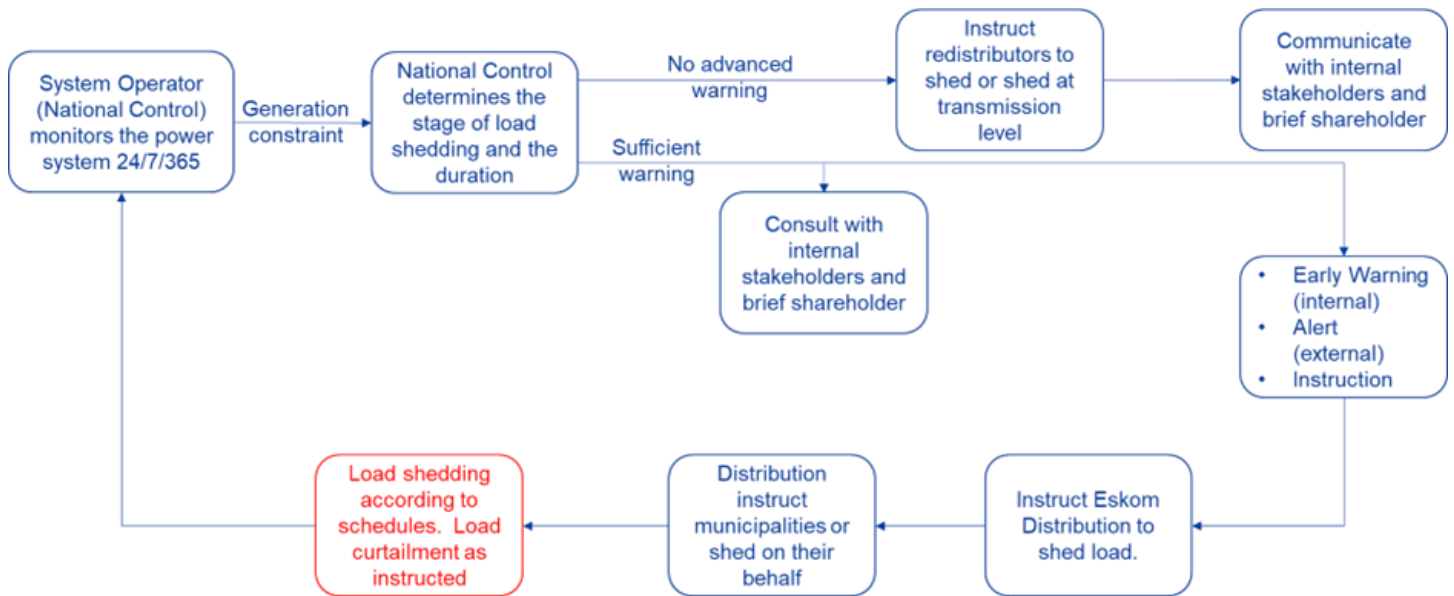 System Operator
(National Control)
monitors the power
system 24/7/365
Generation
constraint
National Control
determines the
stage of load
shedding and the
duration
No advanced
warning
Instruct
redistributors to
shed or shed at
transmission
level
Communicate
with internal
stakeholders and
brief shareholder
Sufficient
warning
Consult with
internal
stakeholders and
brief shareholder
• Early Warning
(internal)
• Alert
(external)
• Instruction
Instruct Eskom
Distribution to
shed load.
Distribution
instruct
municipalities or
shed on their
behalf
Load shedding
according to
schedules. Load
curtailment as
instructed